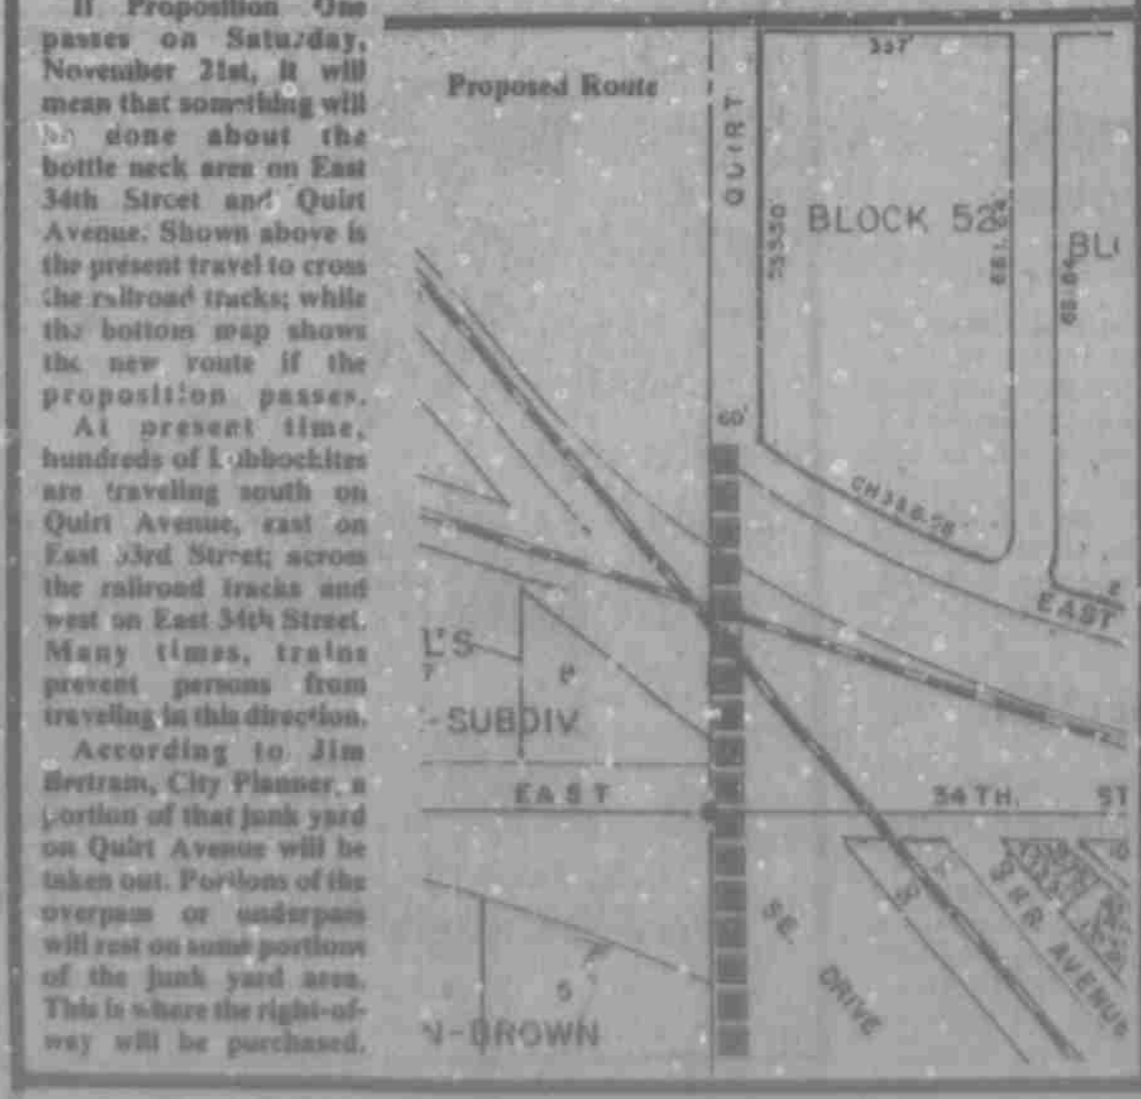 If Proposition One
passes on Saturday,
November 21st, it will
mean that something will
be done about the
bottle neck area on East
34th Street and Quirt
Avenue. Shown above is
the present travel to cross
the railroad tracks; while
the bottom map shows
the new route if the
proposition passes.
At present time,
hundreds of Lubbockites
are traveling south on
Quirt Avenue, east on
East 33rd Street; across
the railroad tracks and
west on East 34th Street.
Many times, trains
prevent persons from
traveling in this direction.
According to Jim
Bertram, City Planner, a
portion of that junk yard
on Quirt Avenue will be
taken out. Portions of the
overpass or underpass
will rest on some portions
of the junk yard area.
This is where the right-of-
way will be purchased.
Proposed Route
QUIRT
337'
BLOCK 52
BL
60'
EAST
L'S
7
- SUBDIV.
EAST
34 TH. ST
SE.
DRIVE
AVENUE
5
N-BROWN